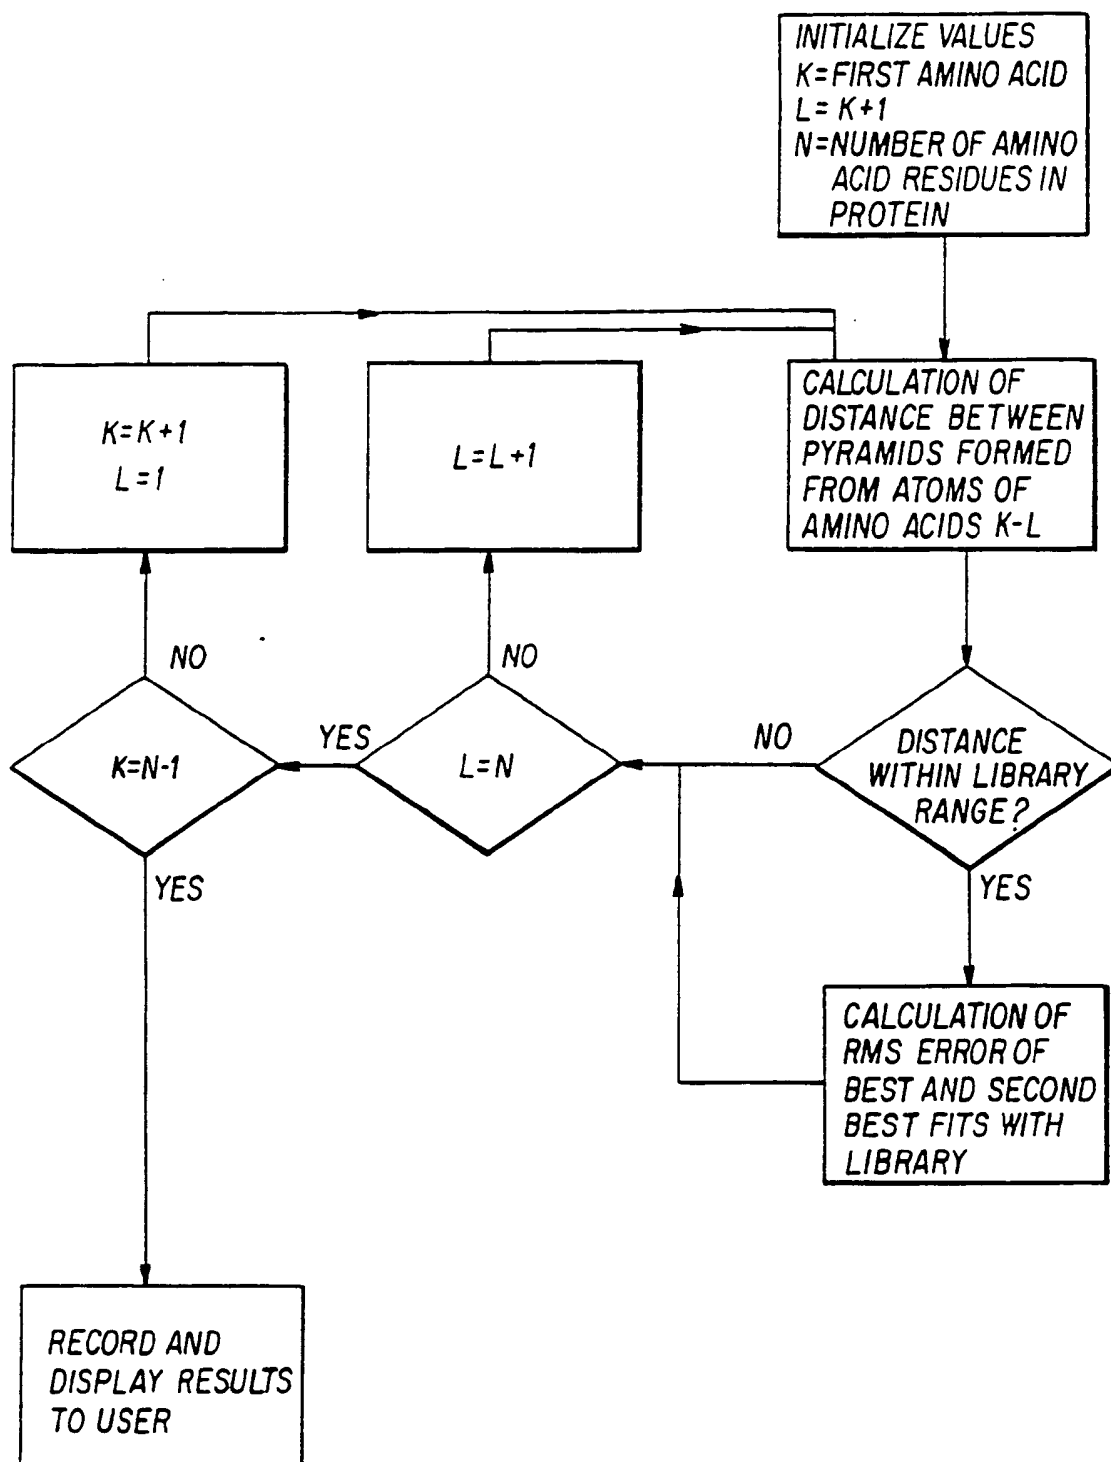 INITIALIZE VALUES
K=FIRST AMINO ACID
L=K+1
N=NUMBER OF AMINO
ACID RESIDUES IN
PROTEIN
K=K+1
L=1
L=L+1
CALCULATION OF
DISTANCE BETWEEN
PYRAMIDS FORMED
FROM ATOMS OF
AMINO ACIDS K-L
NO
NO
K=N-1
YES
L=N
NO
DISTANCE
WITHIN LIBRARY
RANGE?
YES
YES
CALCULATION OF
RMS ERROR OF
BEST AND SECOND
BEST FITS WITH
LIBRARY
RECORD AND
DISPLAY RESULTS
TO USER